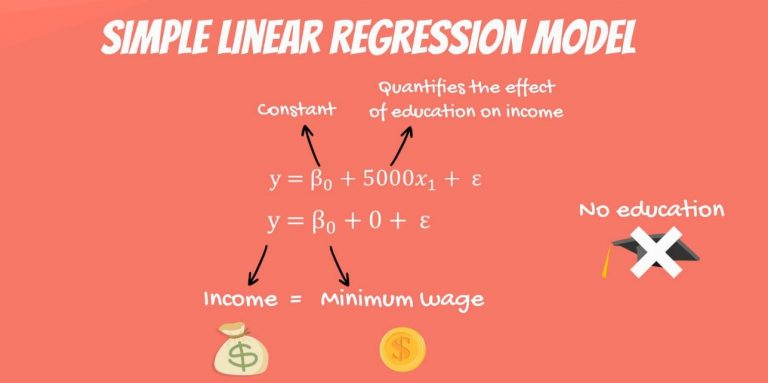 SIMPLE LINEAR REGRESSION MODEL
Quantifies the effect
of education on income
Constant
y = β₀ + 5000x₁ + ε
y = β₀ + 0 + ε
No education
Income = Minimum wage
$
$